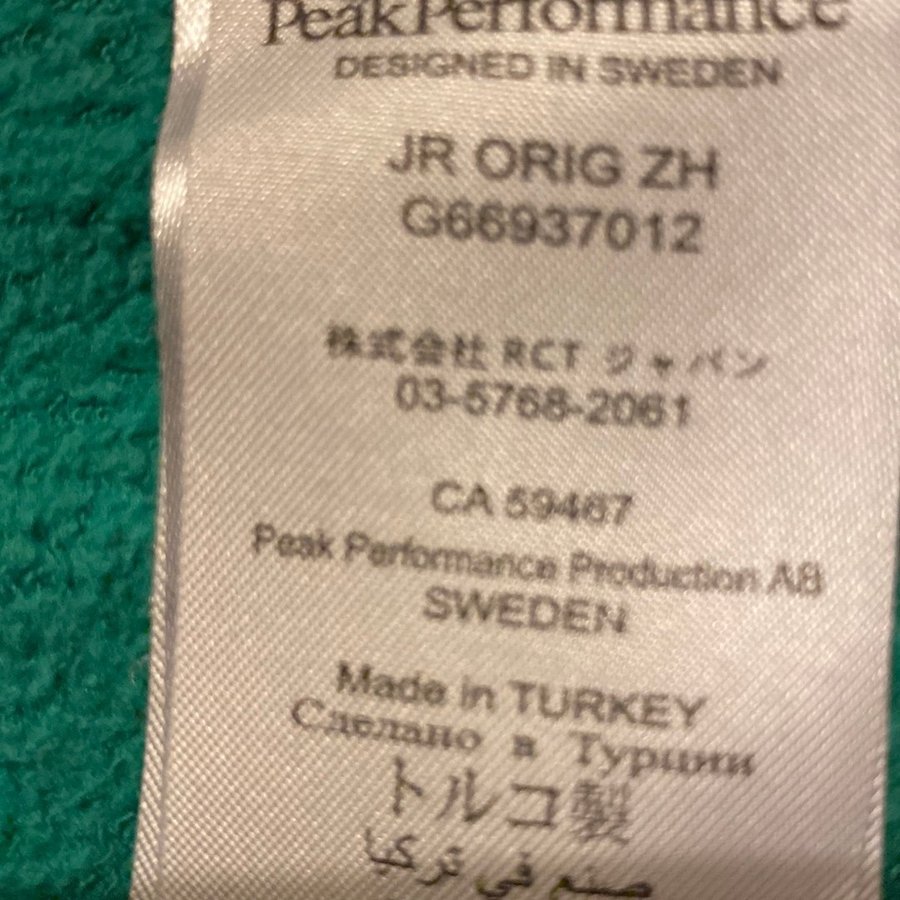 Peak Performance
DESIGNED IN SWEDEN
JR ORIG ZH
G66937012
株式会社 RCT ジャパン
03-5768-2061
CA 59467
Peak Performance Production AB
SWEDEN
Made in TURKEY
Сделано в Турции
トルコ製
صنع في تركيا